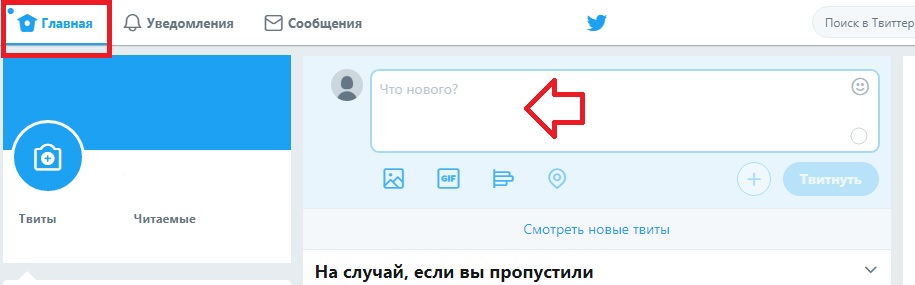 Главная Уведомления Сообщения Поиск в Твиттер
Что нового?
GIF
Твитнуть
Твиты Читаемые
Смотреть новые твиты
На случай, если вы пропустили